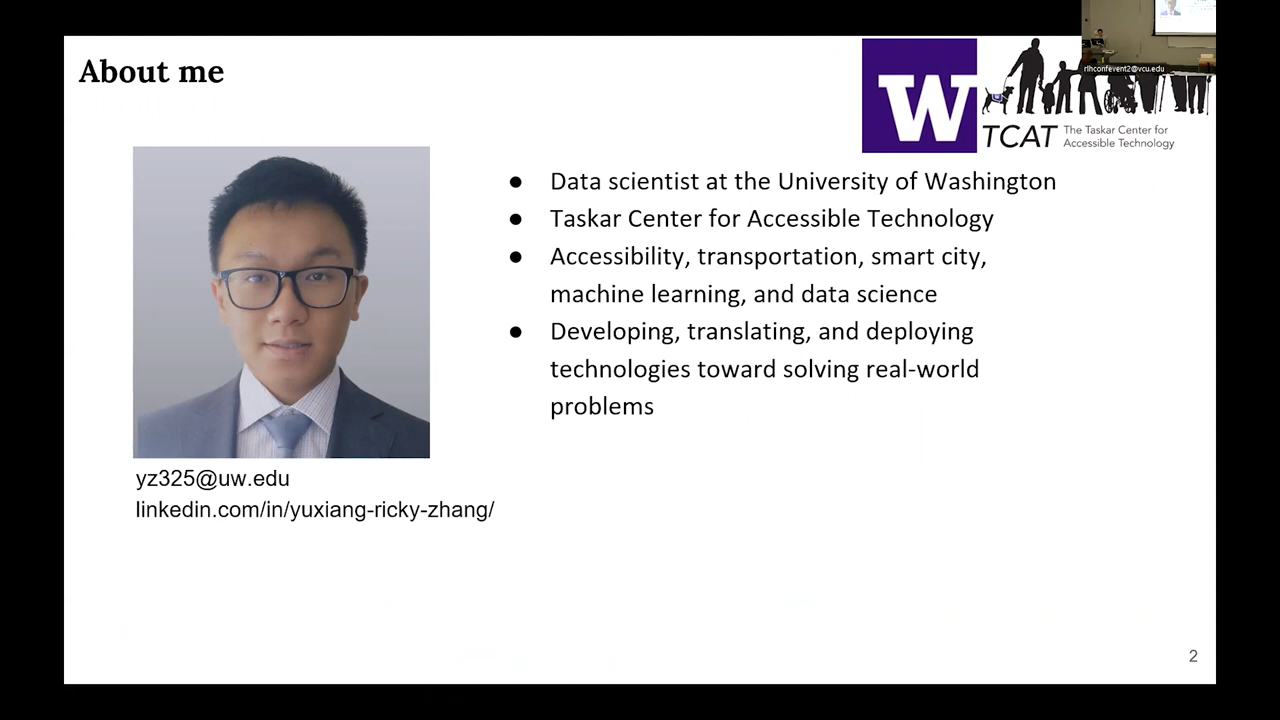 About me
rlhconfevent2@vcu.edu
W
TCAT The Taskar Center for
Accessible Technology
● Data scientist at the University of Washington
● Taskar Center for Accessible Technology
● Accessibility, transportation, smart city,
machine learning, and data science
● Developing, translating, and deploying
technologies toward solving real-world
problems
yz325@uw.edu
linkedin.com/in/yuxiang-ricky-zhang/
2